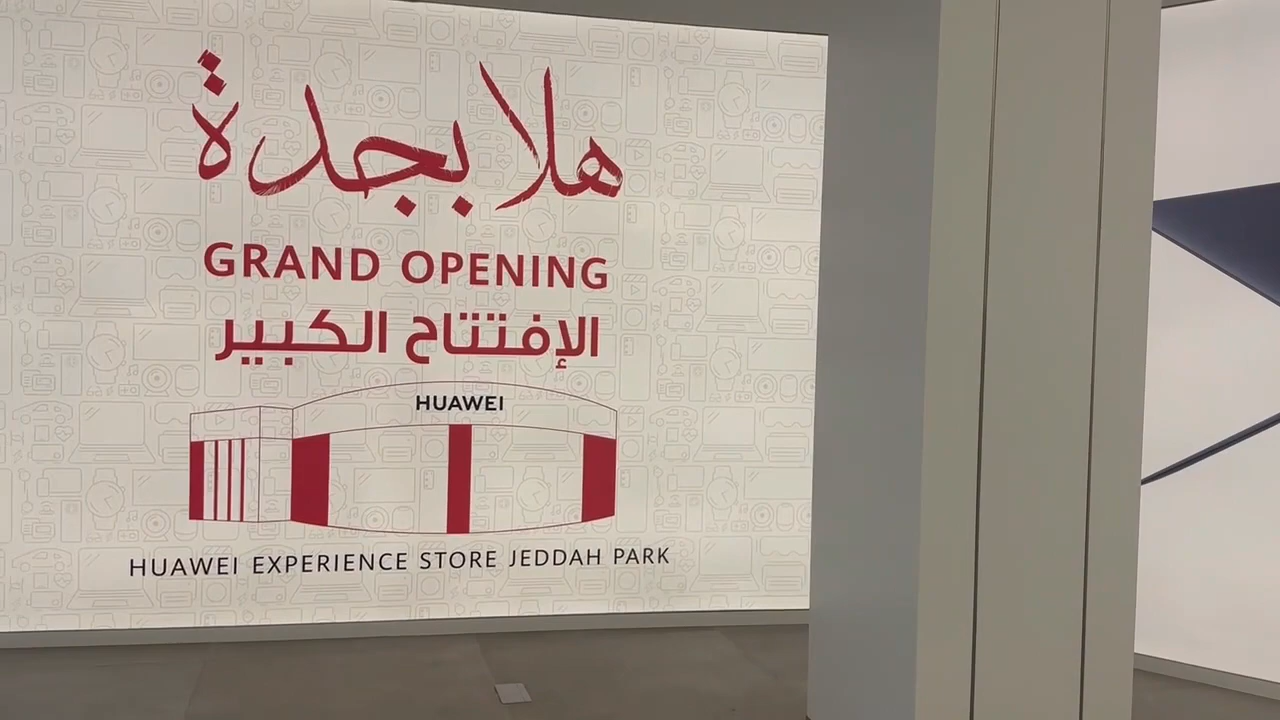 هلا بجدة
GRAND OPENING
الإفتتاح الكبير
HUAWEI
HUAWEI EXPERIENCE STORE JEDDAH PARK